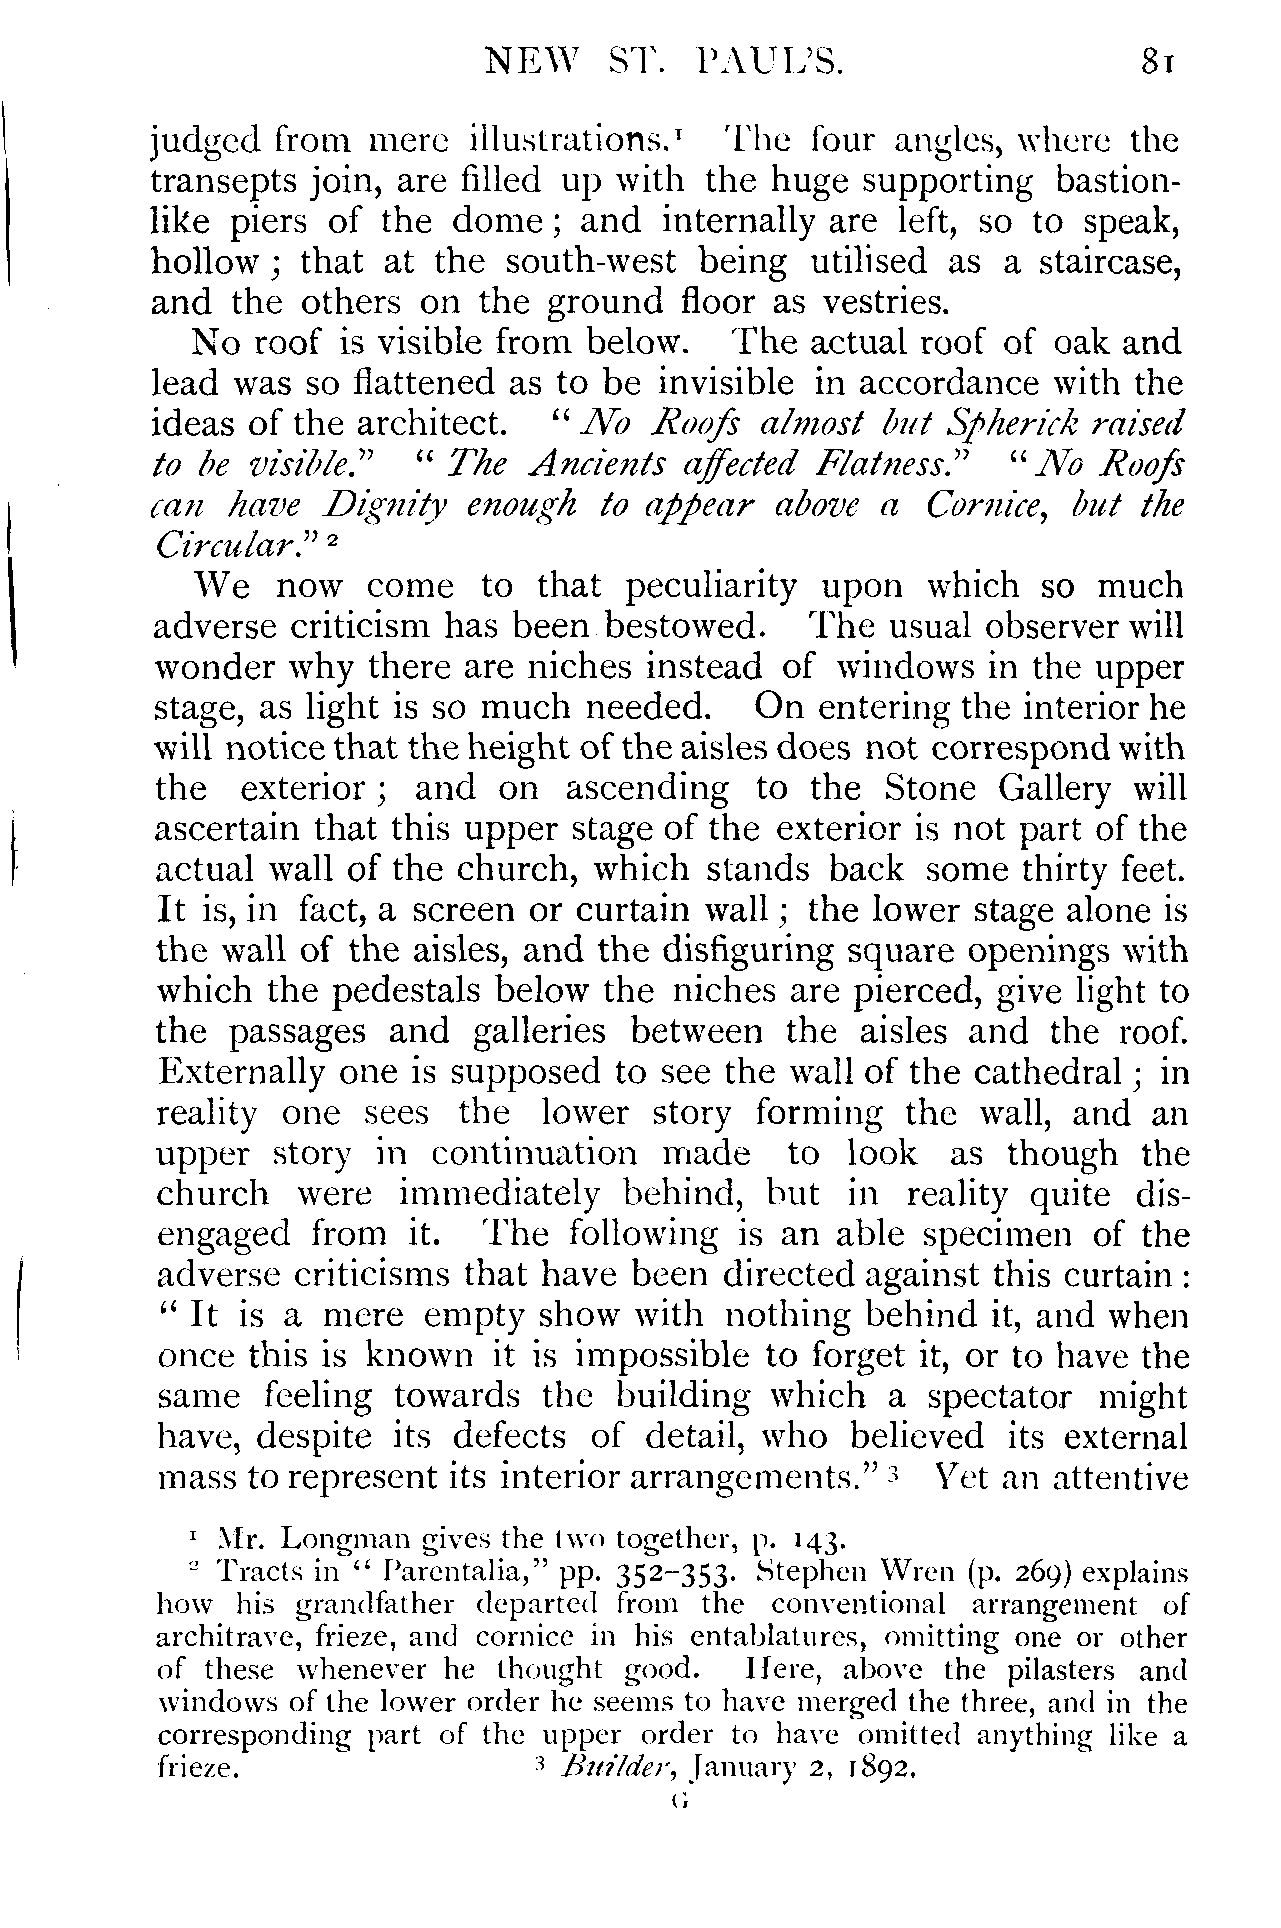 NEW ST. PAUL'S. 81
judged from mere illustrations.¹ The four angles, where the
transepts join, are filled up with the huge supporting bastion-
like piers of the dome ; and internally are left, so to speak,
hollow ; that at the south-west being utilised as a staircase,
and the others on the ground floor as vestries.
No roof is visible from below. The actual roof of oak and
lead was so flattened as to be invisible in accordance with the
ideas of the architect. “ No Roofs almost but Spherick raised
to be visible.” “ The Ancients affected Flatness.” “ No Roofs
can have Dignity enough to appear above a Cornice, but the
Circular.” ²
We now come to that peculiarity upon which so much
adverse criticism has been bestowed. The usual observer will
wonder why there are niches instead of windows in the upper
stage, as light is so much needed. On entering the interior he
will notice that the height of the aisles does not correspond with
the exterior ; and on ascending to the Stone Gallery will
ascertain that this upper stage of the exterior is not part of the
actual wall of the church, which stands back some thirty feet.
It is, in fact, a screen or curtain wall ; the lower stage alone is
the wall of the aisles, and the disfiguring square openings with
which the pedestals below the niches are pierced, give light to
the passages and galleries between the aisles and the roof.
Externally one is supposed to see the wall of the cathedral ; in
reality one sees the lower story forming the wall, and an
upper story in continuation made to look as though the
church were immediately behind, but in reality quite dis-
engaged from it. The following is an able specimen of the
adverse criticisms that have been directed against this curtain :
“ It is a mere empty show with nothing behind it, and when
once this is known it is impossible to forget it, or to have the
same feeling towards the building which a spectator might
have, despite its defects of detail, who believed its external
mass to represent its interior arrangements.” ³ Yet an attentive
¹ Mr. Longman gives the two together, p. 143.
² Tracts in “ Parentalia,” pp. 352–353. Stephen Wren (p. 269) explains
how his grandfather departed from the conventional arrangement of
architrave, frieze, and cornice in his entablatures, omitting one or other
of these whenever he thought good. Here, above the pilasters and
windows of the lower order he seems to have merged the three, and in the
corresponding part of the upper order to have omitted anything like a
frieze. ³ Builder, January 2, 1892.
G